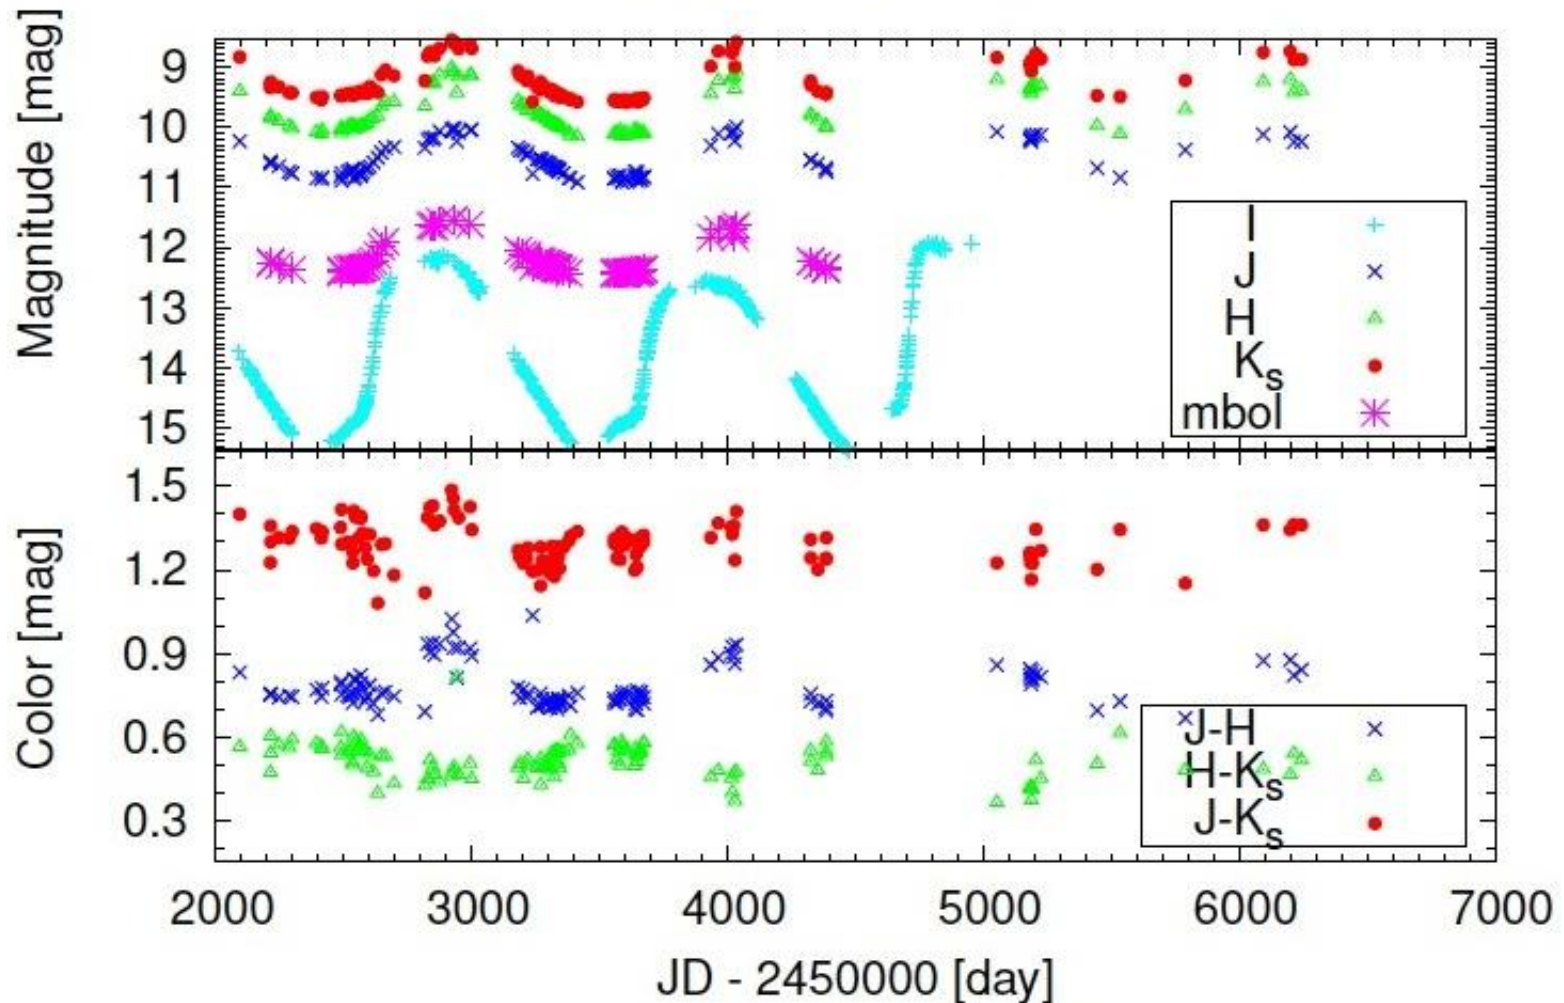 Magnitude [mag]
9
10
11
12
13
14
15
I
J
H
Ks
mbol
Color [mag]
1.5
1.2
0.9
0.6
0.3
J-H
H-Ks
J-Ks
2000 3000 4000 5000 6000 7000
JD - 2450000 [day]